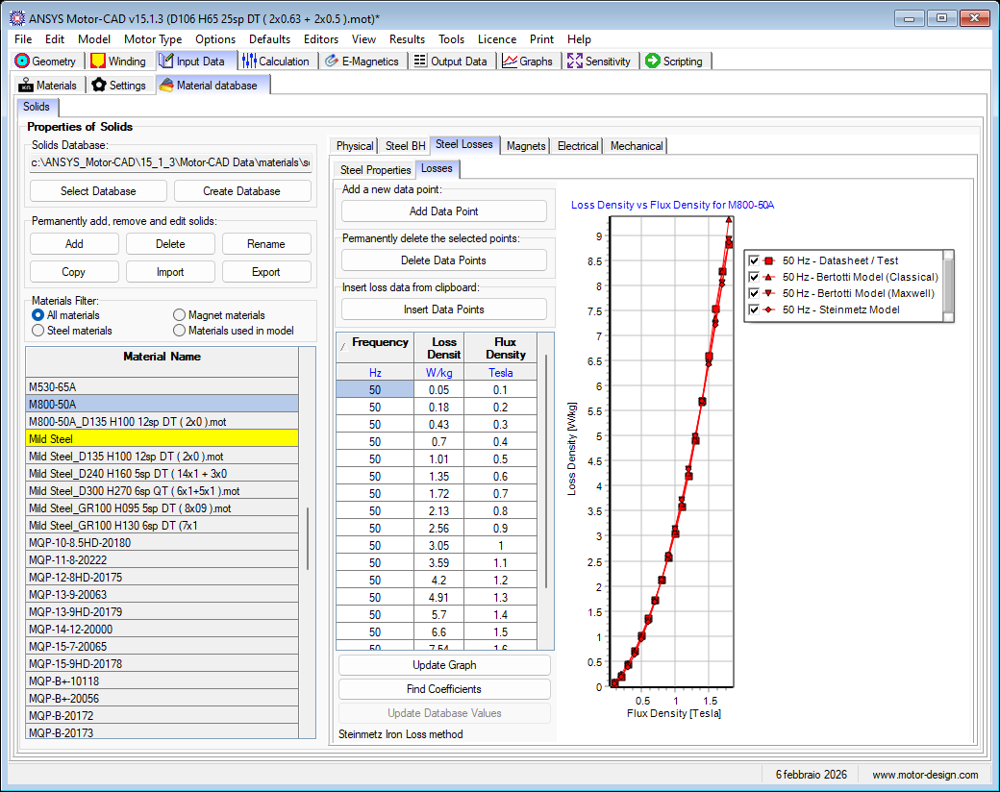 ANSYS Motor-CAD v15.1.3 (D106 H65 25sp DT ( 2x0.63 + 2x0.5 ).mot)*
File Edit Model Motor Type Options Defaults Editors View Results Tools Licence Print Help
Geometry Winding Input Data Calculation E-Magnetics Output Data Graphs Sensitivity Scripting
Materials Settings Material database
Solids
Properties of Solids
Solids Database:
c:\ANSYS_Motor-CAD\15_1_3\Motor-CAD Data\materials\s
Select Database Create Database
Permanently add, remove and edit solids:
Add Delete Rename
Copy Import Export
Materials Filter:
All materials Magnet materials
Steel materials Materials used in model
Material Name
M530-65A
M800-50A
M800-50A_D135 H100 12sp DT ( 2x0 ).mot
Mild Steel
Mild Steel_D135 H100 12sp DT ( 2x0 ).mot
Mild Steel_D240 H160 5sp DT ( 14x1 + 3x0
Mild Steel_D300 H270 6sp QT ( 6x1+5x1 ).mot
Mild Steel_GR100 H095 5sp DT ( 8x09 ).mot
Mild Steel_GR100 H130 6sp DT (7x1
MQP-10-8.5HD-20180
MQP-11-8-20222
MQP-12-8HD-20175
MQP-13-9-20063
MQP-13-9HD-20179
MQP-14-12-20000
MQP-15-7-20065
MQP-15-9HD-20178
MQP-B+-10118
MQP-B+-20056
MQP-B-20172
MQP-B-20173
Physical Steel BH Steel Losses Magnets Electrical Mechanical
Steel Properties Losses
Add a new data point:
Add Data Point
Permanently delete the selected points:
Delete Data Points
Insert loss data from clipboard:
Insert Data Points
Frequency Loss Densit Flux Density
Hz W/kg Tesla
50 0.05 0.1
50 0.18 0.2
50 0.43 0.3
50 0.7 0.4
50 1.01 0.5
50 1.35 0.6
50 1.72 0.7
50 2.13 0.8
50 2.56 0.9
50 3.05 1
50 3.59 1.1
50 4.2 1.2
50 4.91 1.3
50 5.7 1.4
50 6.6 1.5
50 7.54 1.6
Update Graph
Find Coefficients
Update Database Values
Steinmetz Iron Loss method
Loss Density vs Flux Density for M800-50A
Loss Density [W/kg]
9
8.5
8
7.5
7
6.5
6
5.5
5
4.5
4
3.5
3
2.5
2
1.5
1
0.5
0
0.5 1 1.5
Flux Density [Tesla]
50 Hz - Datasheet / Test
50 Hz - Bertotti Model (Classical)
50 Hz - Bertotti Model (Maxwell)
50 Hz - Steinmetz Model
6 febbraio 2026 www.motor-design.com